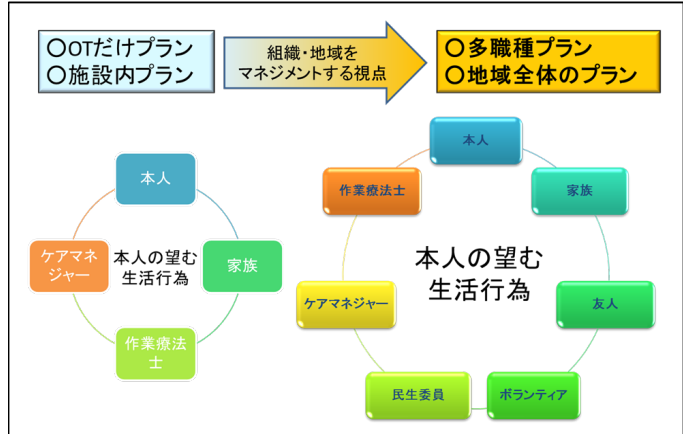 〇OTだけプラン
〇施設内プラン
組織・地域を
マネジメントする視点
〇多職種プラン
〇地域全体のプラン
本人
ケアマネ
ジャー
本人の望む
生活行為
家族
作業療法
士
本人
作業療法士
家族
本人の望む
生活行為
ケアマネジャー
友人
民生委員
ボランティア